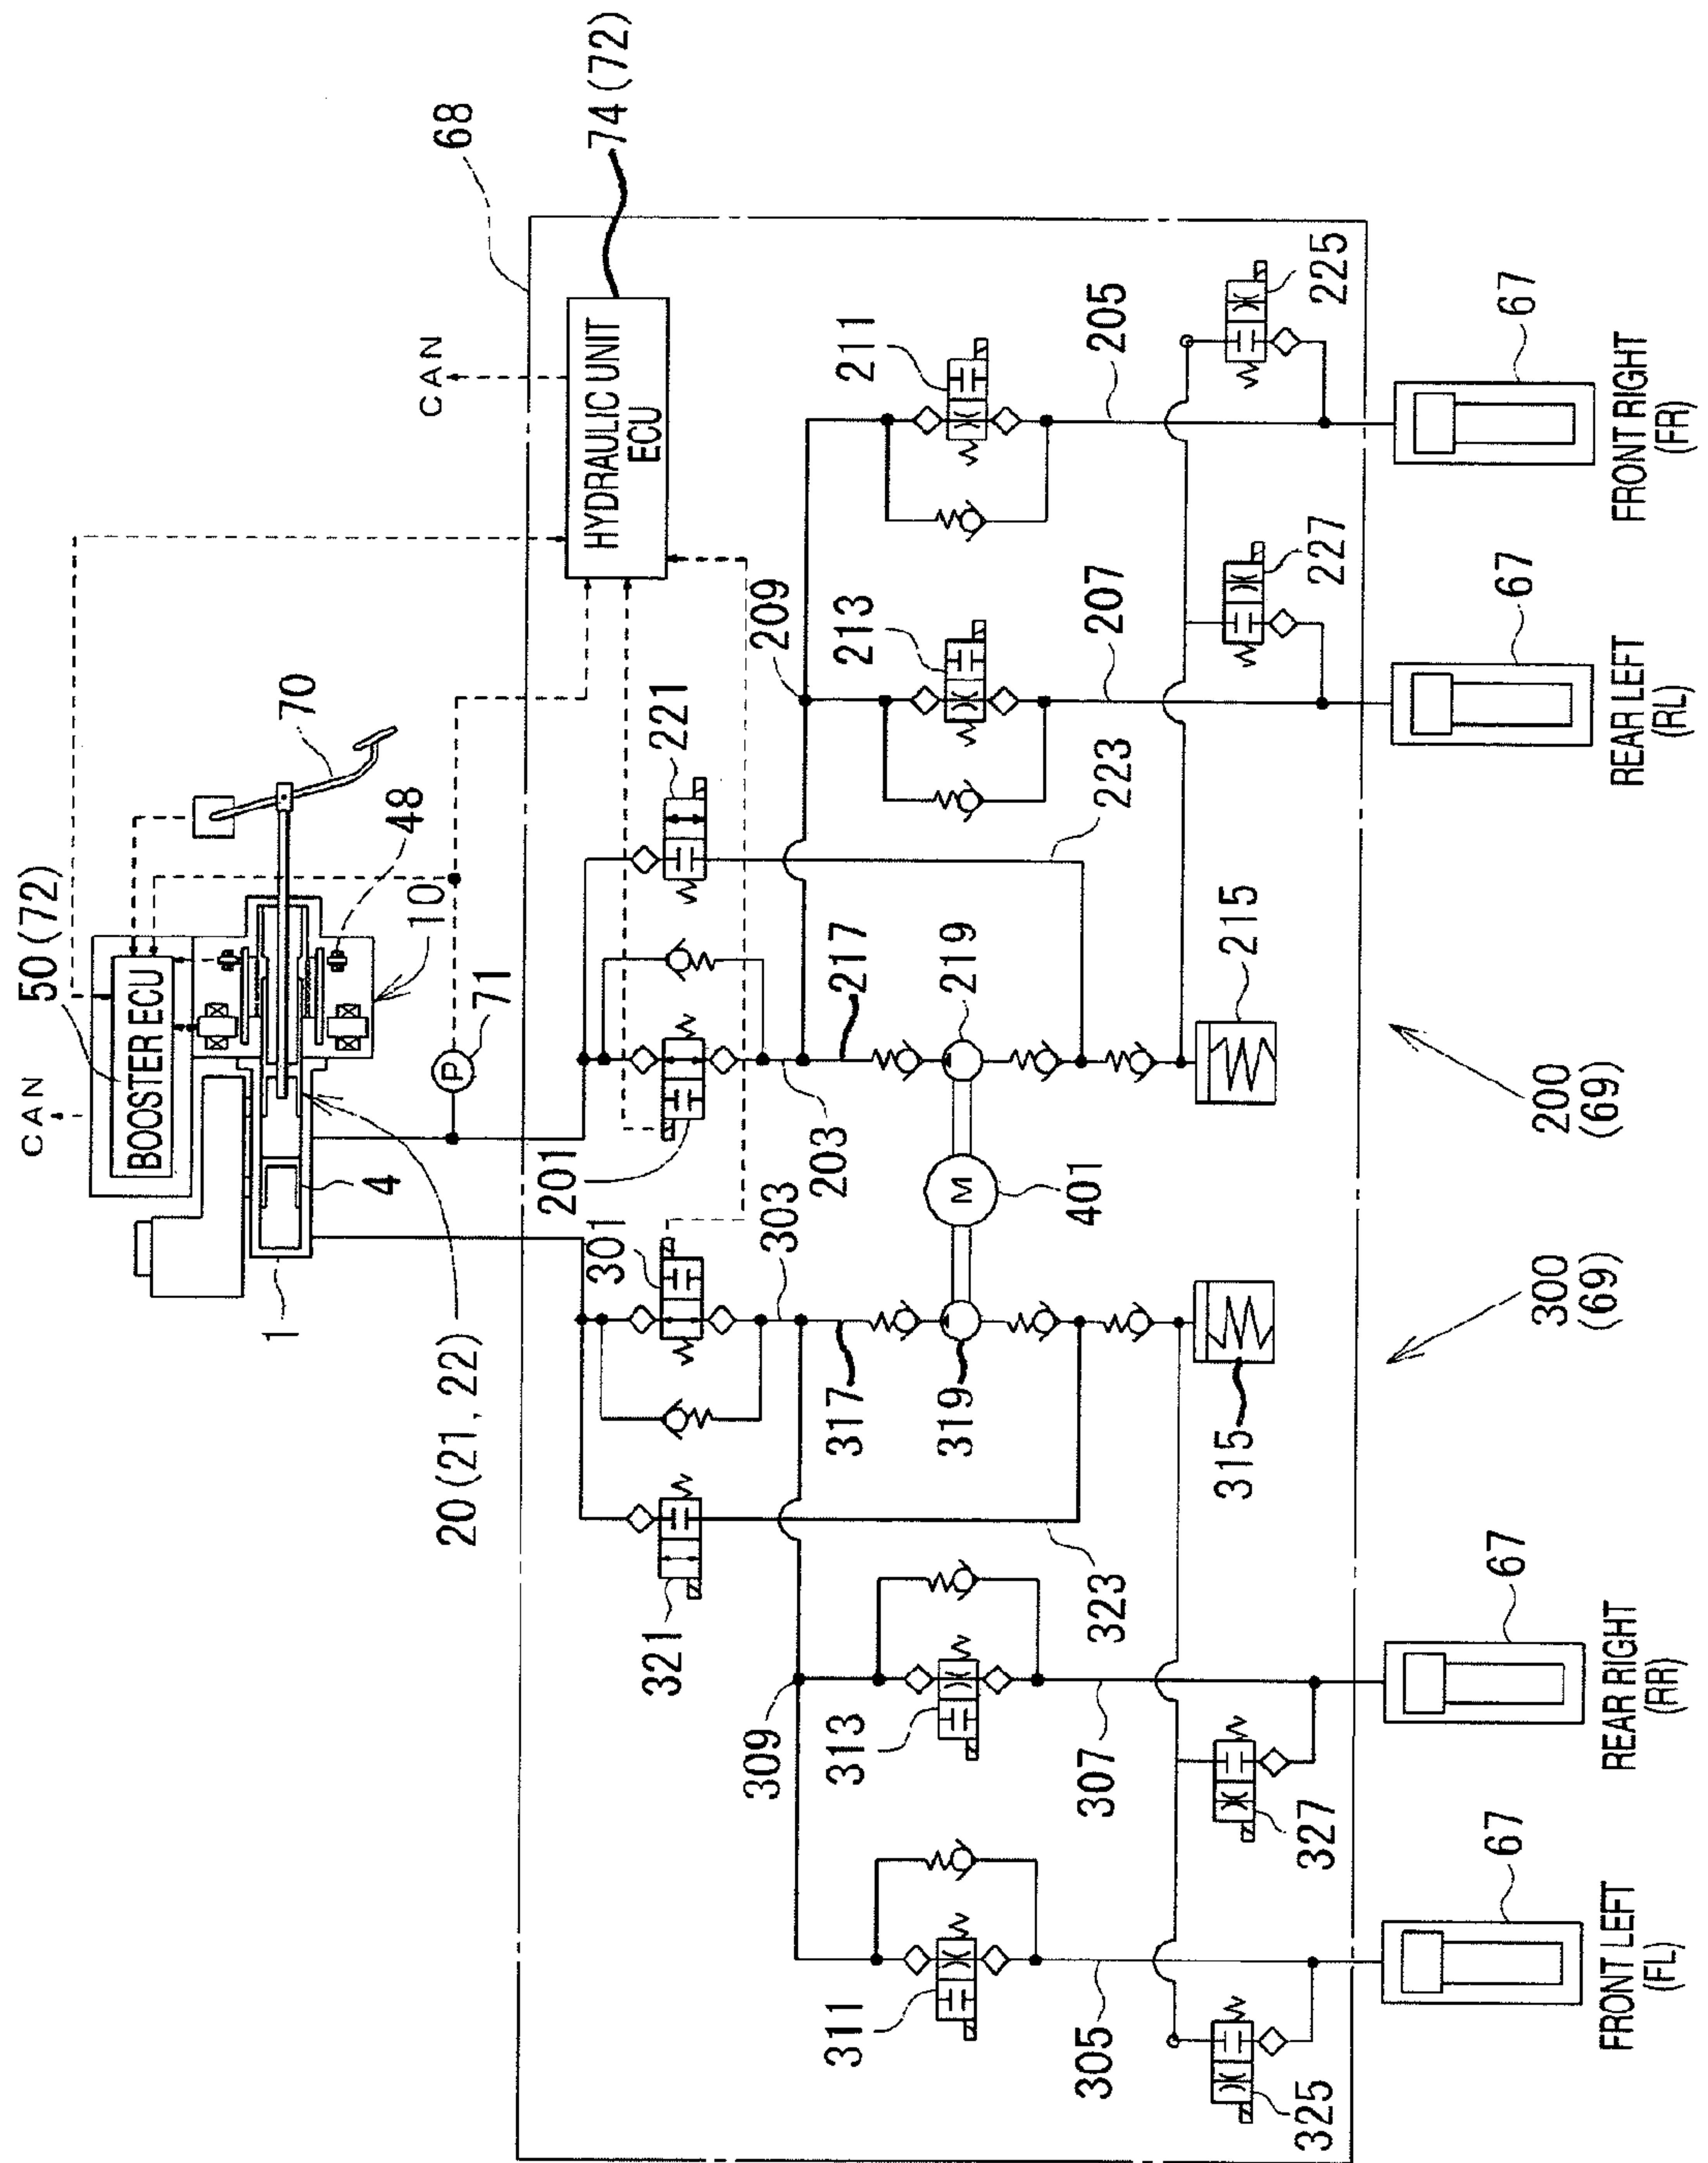 68
74 (72)
CAN
HYDRAULIC UNIT
ECU
211
205
225
67
FRONT RIGHT
(FR)
209
213
207
227
67
REAR LEFT
(RL)
70
48
10
50 (72)
BOOSTER ECU
CAN
71
P
4
1
20 (21, 22)
221
223
217
219
215
201
203
M
401
200
(69)
301
303
317
319
315
300
(69)
321
323
309
313
307
327
67
REAR RIGHT
(RR)
311
305
325
67
FRONT LEFT
(FL)